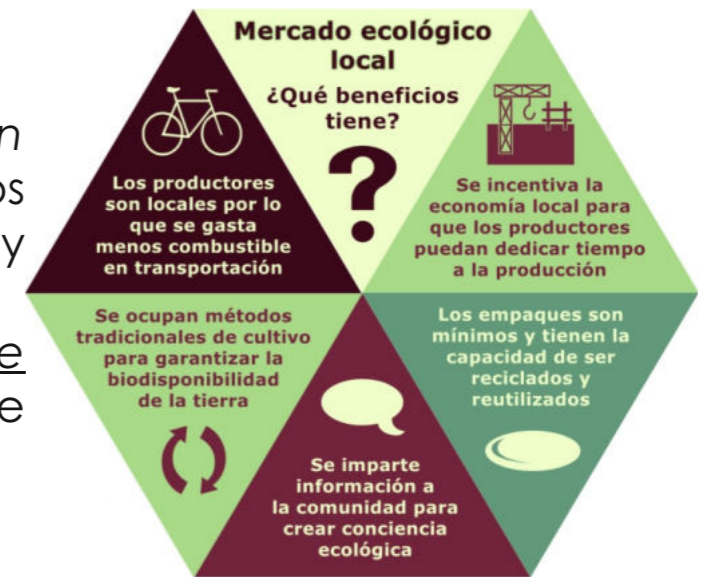 n
os
y
e
e
Mercado ecológico
local
¿Qué beneficios
tiene?
?
Los productores
son locales por lo
que se gasta
menos combustible
en transportación
Se incentiva la
economía local para
que los productores
puedan dedicar tiempo
a la producción
Se ocupan métodos
tradicionales de cultivo
para garantizar la
biodisponibilidad
de la tierra
Los empaques son
mínimos y tienen la
capacidad de ser
reciclados y
reutilizados
Se imparte
información a
la comunidad para
crear conciencia
ecológica